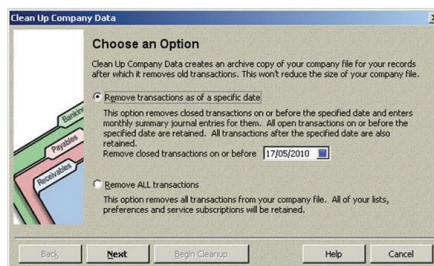 Clean Up Company Data
Choose an Option
Clean Up Company Data creates an archive copy of your company file for your records
after which it removes old transactions. This won't reduce the size of your company file.
Remove transactions as of a specific date
This option removes closed transactions on or before the specified date and enters
monthly summary journal entries for them. All open transactions on or before the
specified date are retained. All transactions after the specified date are also
retained.
Remove closed transactions on or before 17/05/2010
Banking
Payables
Receivables
Remove ALL transactions
This option removes all transactions from your company file. All of your lists,
preferences and service subscriptions will be retained.
Back Next Begin Cleanup Help Cancel